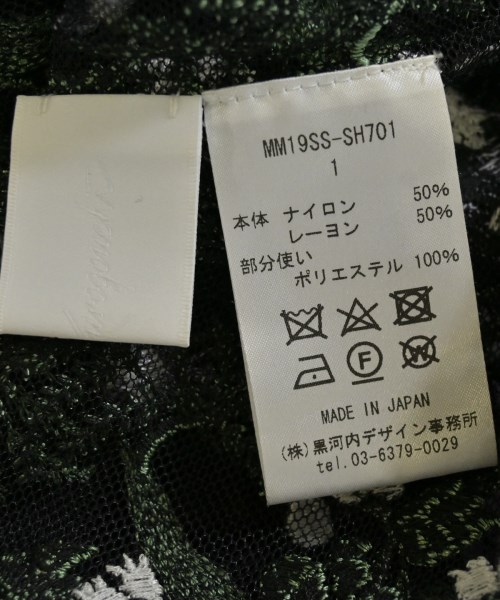 MM19SS-SH701
1
本体 ナイロン 50%
レーヨン 50%
部分使い
ポリエステル 100%
F
W
MADE IN JAPAN
(株)黒河内デザイン事務所
tel.03-6379-0029